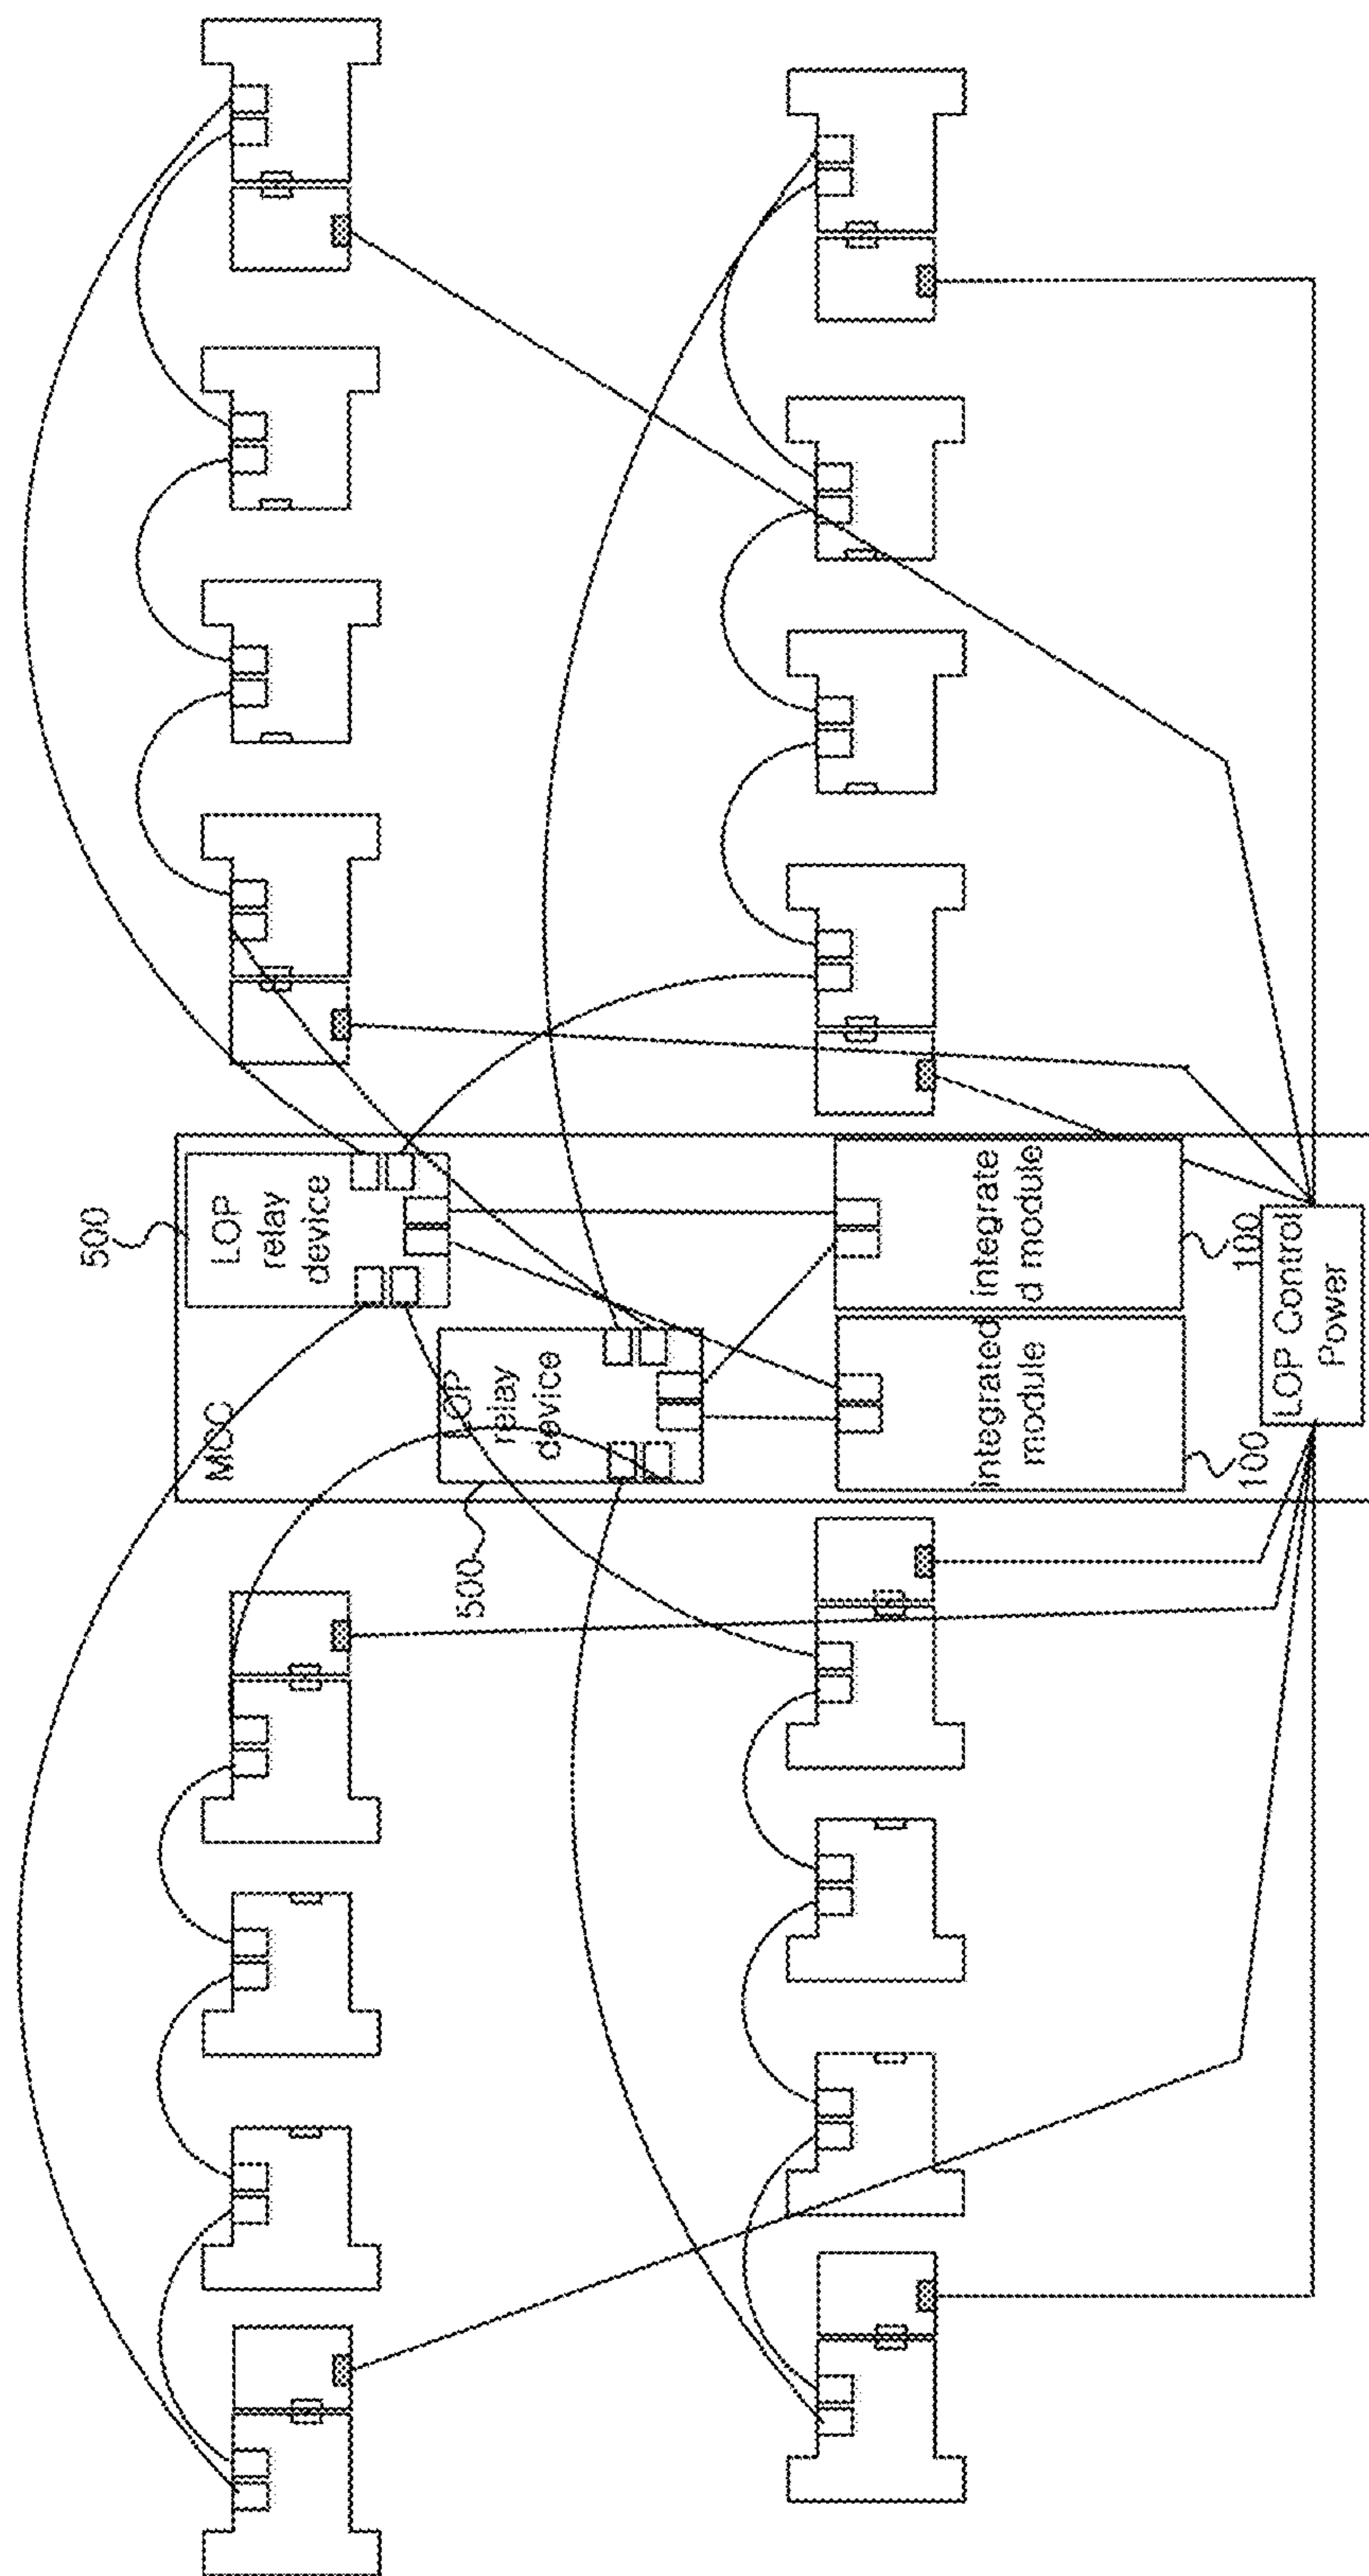 500
LOP
relay
device
MCC
LOP
relay
device
500
integrated
module
100
integrate
d module
100
LOP Control
Power